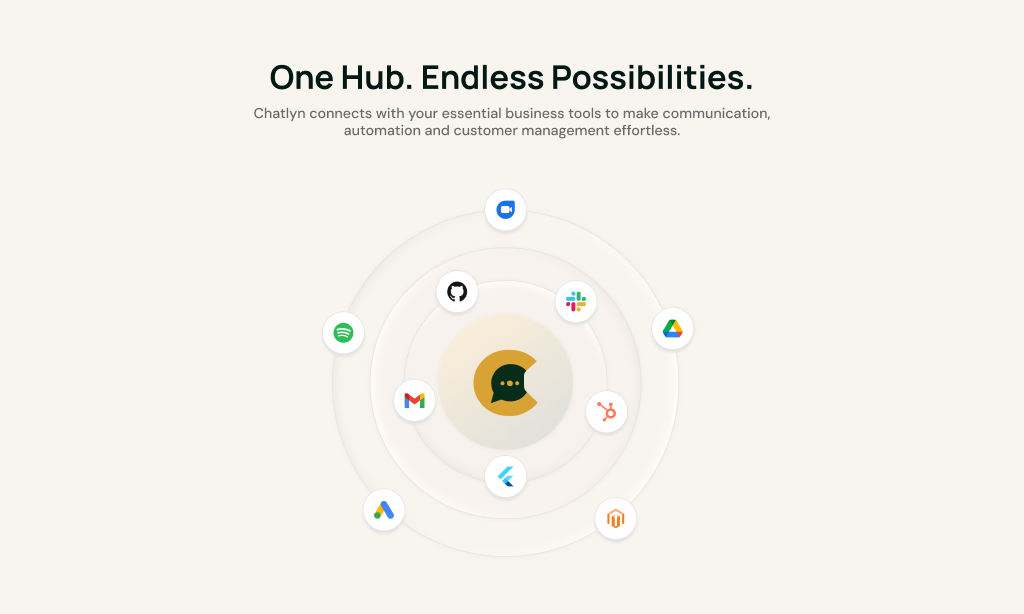 One Hub. Endless Possibilities.
Chatlyn connects with your essential business tools to make communication,
automation and customer management effortless.